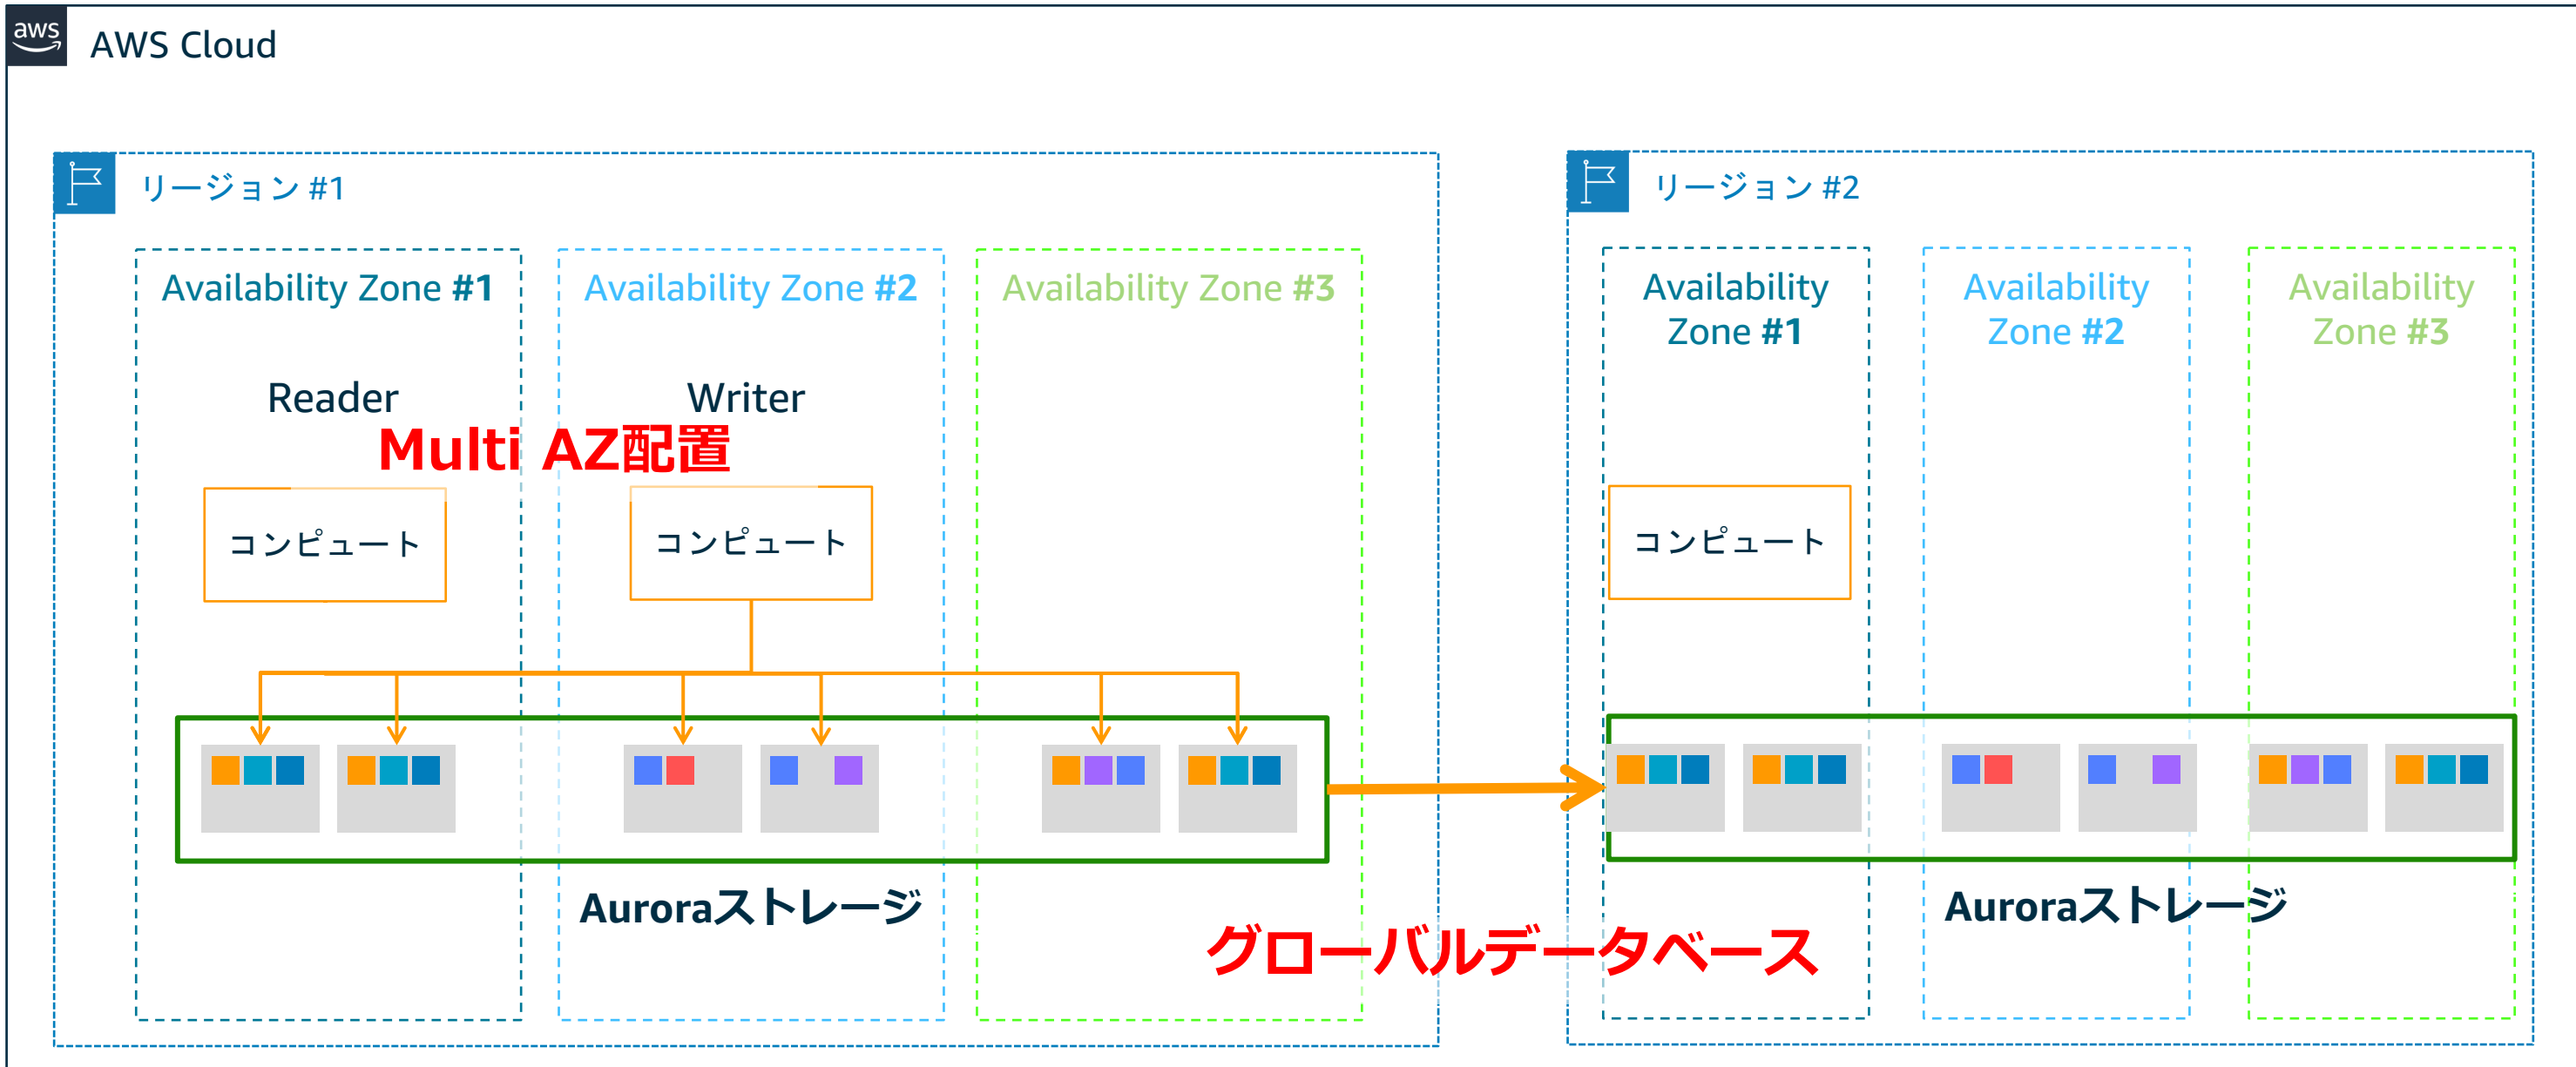 aws
AWS Cloud
リージョン #1
Availability Zone #1
Availability Zone #2
Availability Zone #3
Reader
Writer
Multi AZ配置
コンピュート
コンピュート
Auroraストレージ
グローバルデータベース
リージョン #2
Availability
Zone #1
Availability
Zone #2
Availability
Zone #3
コンピュート
Auroraストレージ